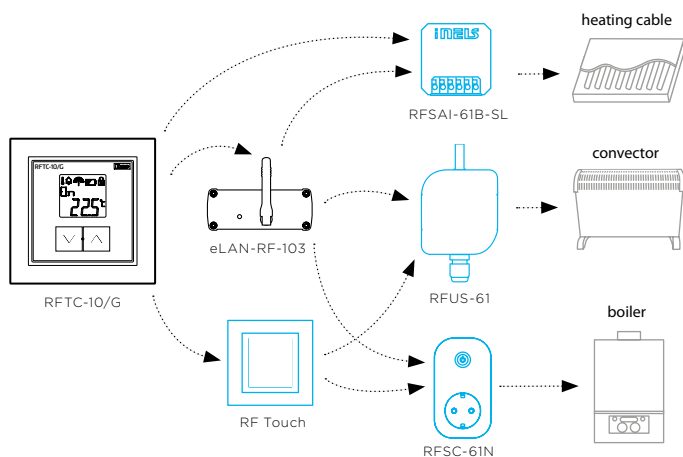 heating cable
iNELS
RFSAI-61B-SL
convector
RFTC-10/G
On
22.5°C
eLAN-RF-103
RFTC-10/G
RFUS-61
boiler
RF Touch
RFSC-61N